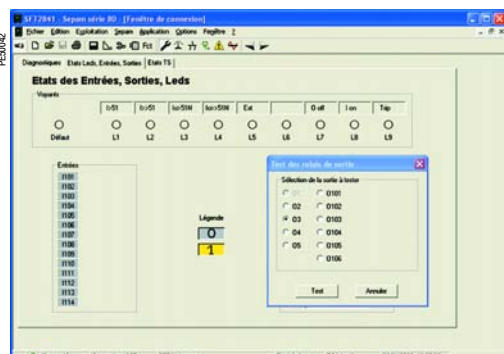 PE50042
SFT2841 - Sepam série 80 - [Fenêtre de connexion]
Fichier Edition Exploitation Sepam Application Options Fenêtre ?
Diagnostiques Etats Leds, Entrées, Sorties Etats TS
Etats des Entrées, Sorties, Leds
Voyants
I>51 I>>51 Io>51N Io>>51N Ext 0 off I on Trip
Défaut L1 L2 L3 L4 L5 L6 L7 L8 L9
Entrées
I101
I102
I103
I104
I105
I106
I107
I108
I109
I110
I111
I112
I113
I114
Légende
0
1
Test des relais de sortie
Sélection de la sortie à tester
O1 O101
O2 O102
O3 O103
O4 O104
O5 O105
O106
Test Annuler